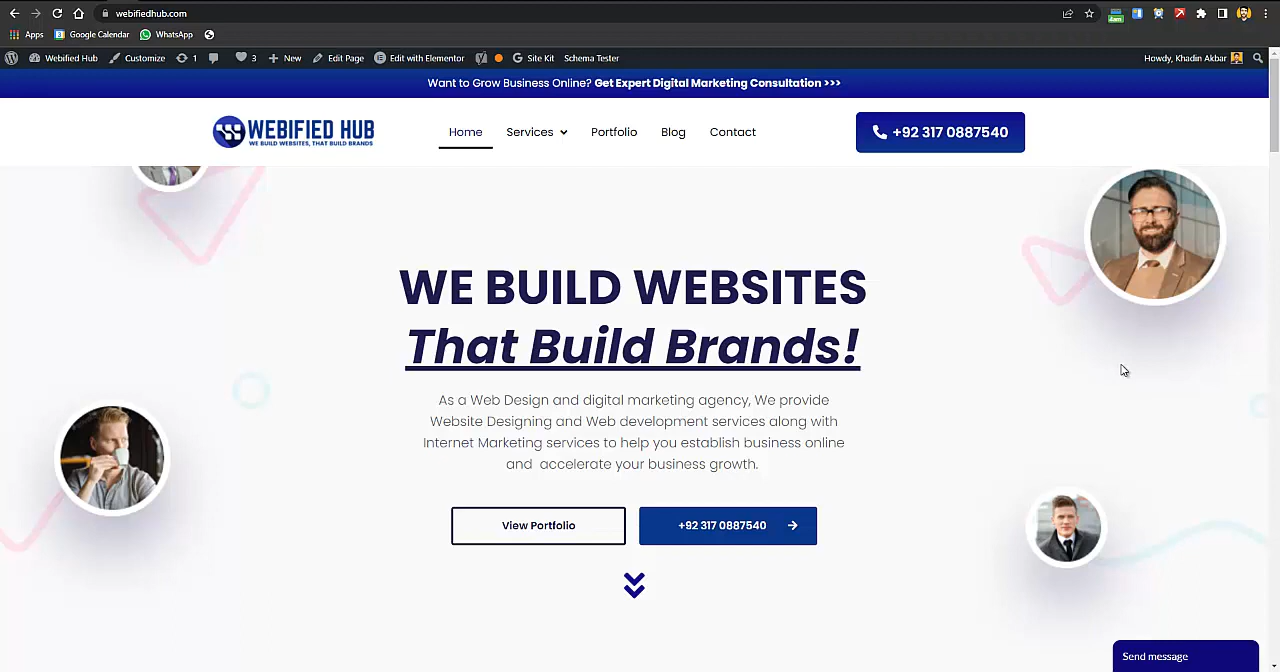 webifiedhub.com
Apps Google Calendar WhatsApp
Webified Hub Customize 1 3 New Edit Page Edit with Elementor Site Kit Schema Tester Howdy, Khadin Akbar
Want to Grow Business Online? Get Expert Digital Marketing Consultation >>>
WEBIFIED HUB
WE BUILD WEBSITES, THAT BUILD BRANDS
Home Services Portfolio Blog Contact
+92 317 0887540
WE BUILD WEBSITES
That Build Brands!
As a Web Design and digital marketing agency, We provide
Website Designing and Web development services along with
Internet Marketing services to help you establish business online
and accelerate your business growth.
View Portfolio +92 317 0887540
Send message